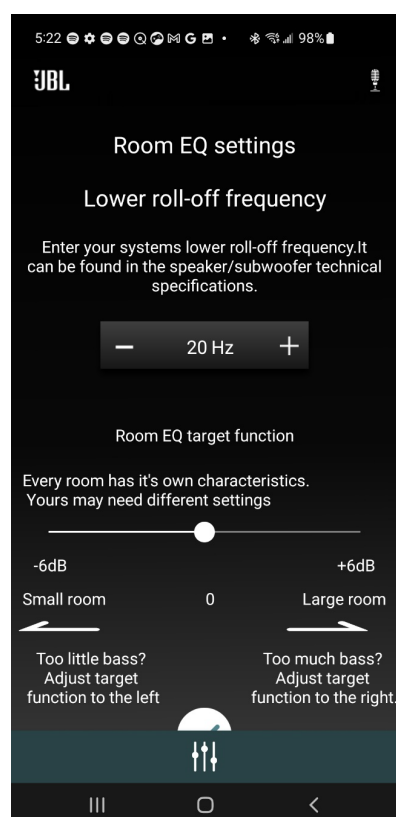 5:22 98%
JBL
Room EQ settings
Lower roll-off frequency
Enter your systems lower roll-off frequency.It
can be found in the speaker/subwoofer technical
specifications.
− 20 Hz +
Room EQ target function
Every room has it's own characteristics.
Yours may need different settings
-6dB +6dB
Small room 0 Large room
Too little bass? Too much bass?
Adjust target Adjust target
function to the left function to the right.